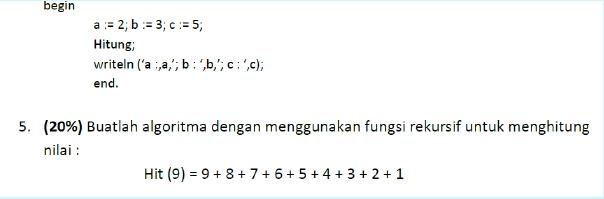 begin
a := 2; b := 3; c := 5;
Hitung;
writeln ('a :,a,'; b : ',b,'; c : ',c);
end.
5. (20%) Buatlah algoritma dengan menggunakan fungsi rekursif untuk menghitung
nilai :
Hit (9) = 9 + 8 + 7 + 6 + 5 + 4 + 3 + 2 + 1